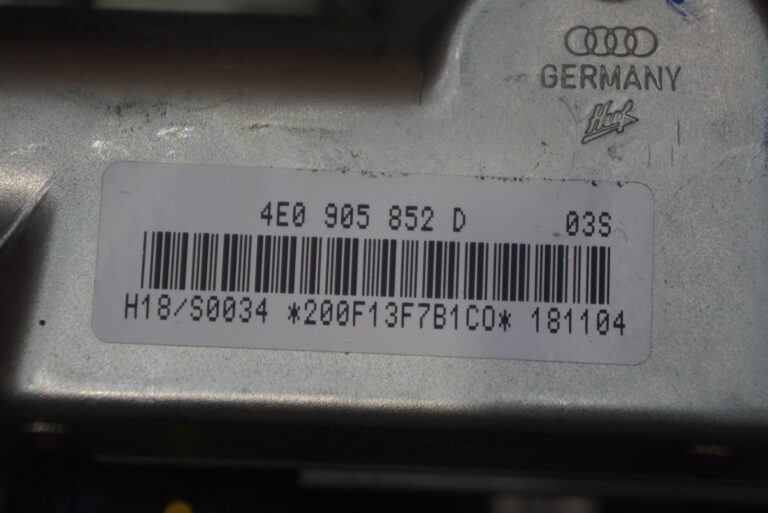 GERMANY
Huf
4E0 905 852 D 03S
H18/S0034 *200F13F7B1C0* 181104